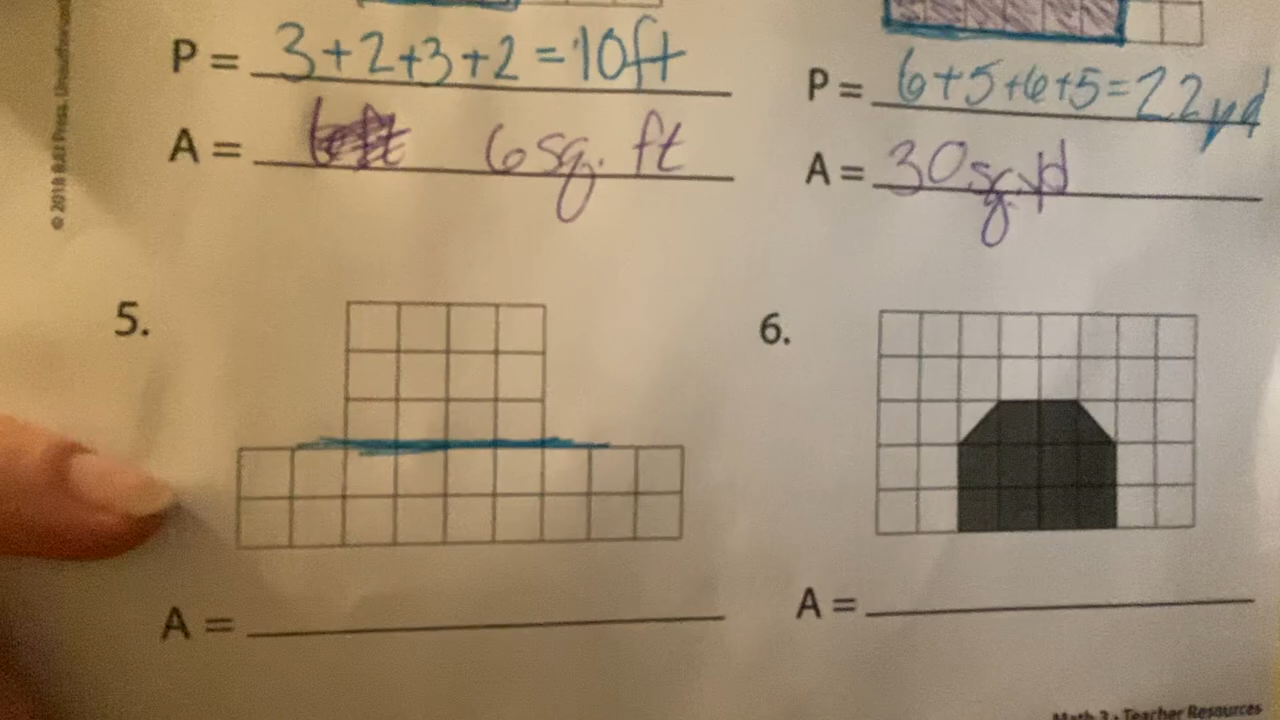 © 2018 BJU Press.
P = 3+2+3+2=10ft
A = 6 sq. ft
P = 6+5+6+5=22yd
A = 30 sq. yd
5.
6.
A =
A =
Math 3 • Teacher Resources